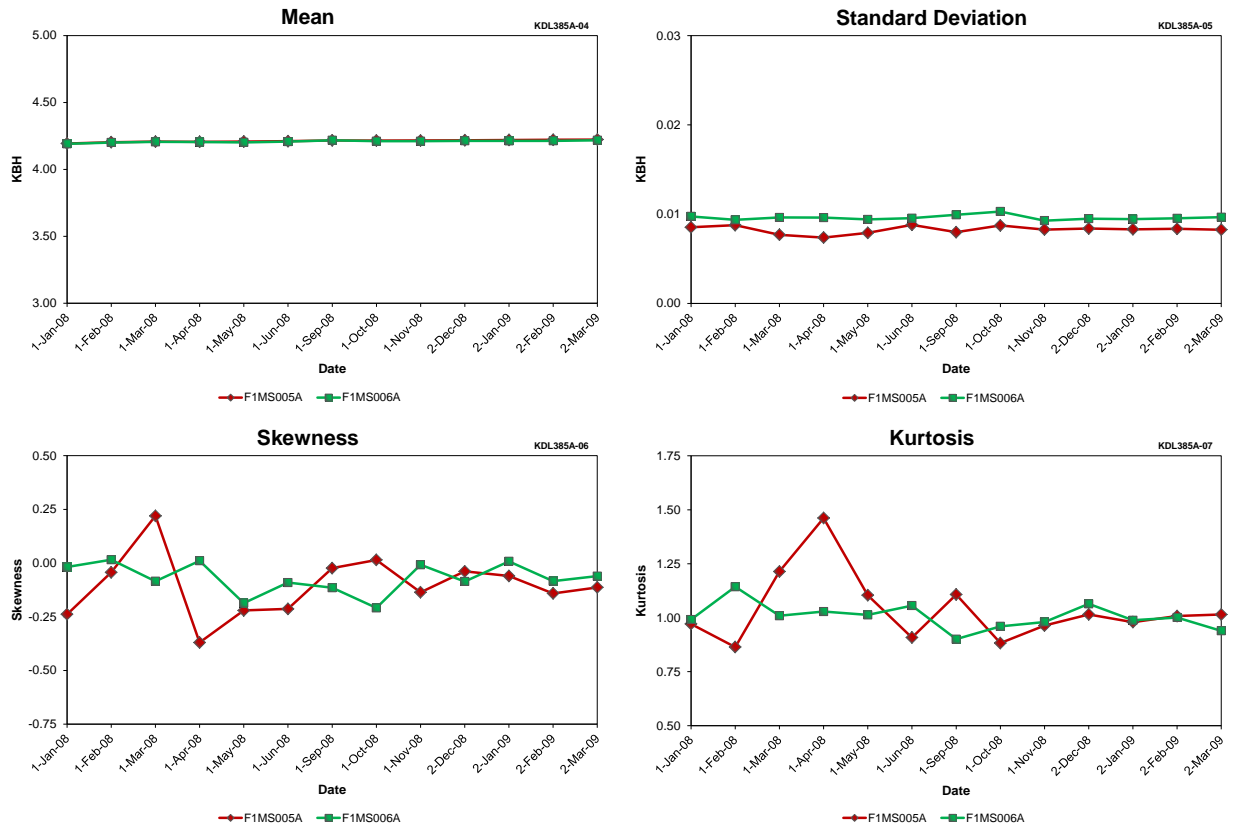 Mean
KDL385A-04
5.00
4.50
4.00
3.50
3.00
KBH
1-Jan-08
1-Feb-08
1-Mar-08
1-Apr-08
1-May-08
1-Jun-08
1-Sep-08
1-Oct-08
1-Nov-08
2-Dec-08
2-Jan-09
2-Feb-09
2-Mar-09
Date
F1MS005A F1MS006A
Standard Deviation
KDL385A-05
0.03
0.02
0.01
0.00
KBH
1-Jan-08
1-Feb-08
1-Mar-08
1-Apr-08
1-May-08
1-Jun-08
1-Sep-08
1-Oct-08
1-Nov-08
2-Dec-08
2-Jan-09
2-Feb-09
2-Mar-09
Date
F1MS005A F1MS006A
Skewness
KDL385A-06
0.50
0.25
0.00
-0.25
-0.50
-0.75
Skewness
1-Jan-08
1-Feb-08
1-Mar-08
1-Apr-08
1-May-08
1-Jun-08
1-Sep-08
1-Oct-08
1-Nov-08
2-Dec-08
2-Jan-09
2-Feb-09
2-Mar-09
Date
F1MS005A F1MS006A
Kurtosis
KDL385A-07
1.75
1.50
1.25
1.00
0.75
0.50
Kurtosis
1-Jan-08
1-Feb-08
1-Mar-08
1-Apr-08
1-May-08
1-Jun-08
1-Sep-08
1-Oct-08
1-Nov-08
2-Dec-08
2-Jan-09
2-Feb-09
2-Mar-09
Date
F1MS005A F1MS006A